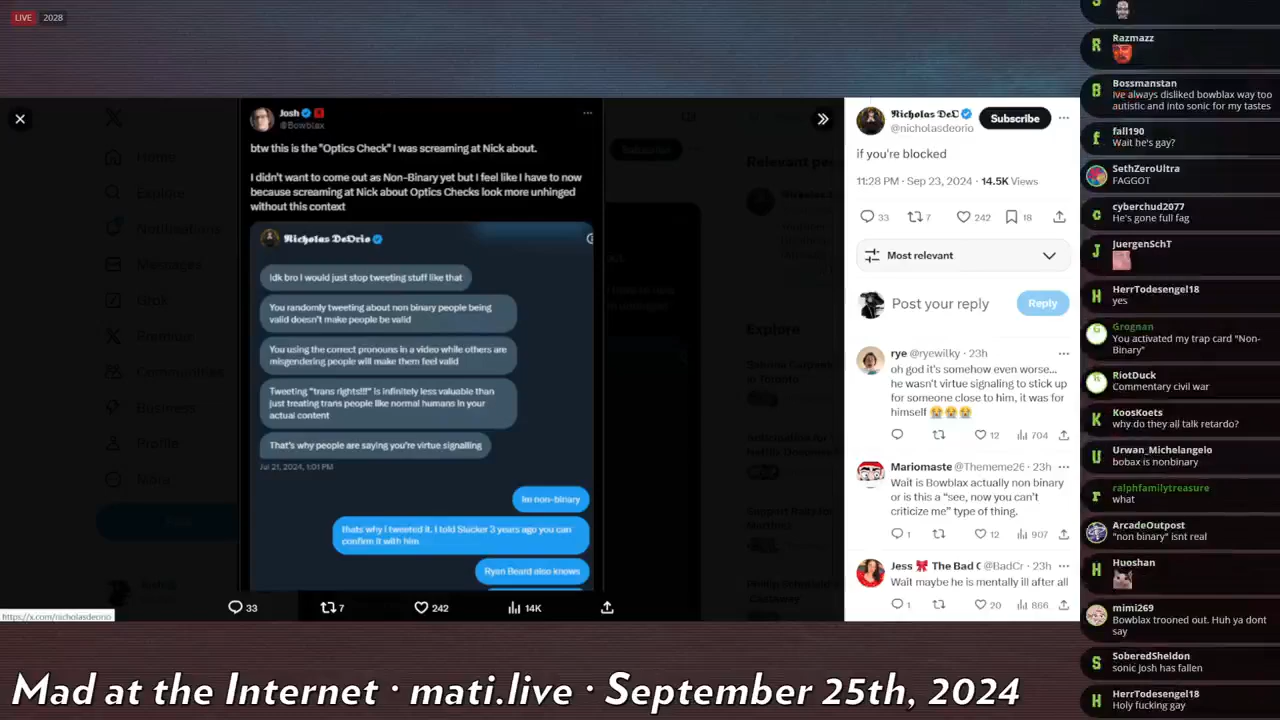 LIVE 2028
Josh
@Bowblax
btw this is the "Optics Check" I was screaming at Nick about.
I didn't want to come out as Non-Binary yet but I feel like I have to now
because screaming at Nick about Optics Checks look more unhinged
without this context
Nicholas DeOrio
Idk bro I would just stop tweeting stuff like that
You randomly tweeting about non binary people being
valid doesn't make people be valid
You using the correct pronouns in a video while others are
misgendering people will make them feel valid
Tweeting "trans rights!!!" is infinitely less valuable than
just treating trans people like normal humans in your
actual content
That's why people are saying you're virtue signalling
Jul 21, 2024, 1:01 PM
Im non-binary
thats why I tweeted it. I told Slucker 3 years ago you can
confirm it with him
Ryan Beard also knows
33
7
242
14K
https://x.com/nicholasdeorio
Home
Explore
Notifications
Messages
Grok
Premium
Communities
Business
Profile
Relevant
Explore
Nicholas DeO
@nicholasdeorio
Subscribe
if you're blocked
11:28 PM · Sep 23, 2024 · 14.5K Views
33 7 242 18
Most relevant
Post your reply
Reply
rye @ryewilky · 23h
oh god it's somehow even worse...
he wasn't virtue signaling to stick up
for someone close to him, it was for
himself 😭😭😭
12 704
Mariomaste @Thememe26 · 23h
Wait is Bowblax actually non binary
or is this a “see, now you can’t
criticize me” type of thing.
1 12 907
Jess 🎀 The Bad C @BadCr · 23h
Wait maybe he is mentally ill after all
1 20 866
Razmazz
Bossmanstan
Ive always disliked bowblax way too
autistic and into sonic for my tastes
fall190
Wait he's gay?
SethZeroUltra
FAGGOT
cyberchud2077
He's gone full fag
JuergenSchT
HerrTodesengel18
yes
Grognan
You activated my trap card "Non-
Binary"
RiotDuck
Commentary civil war
KoosKoets
why do they all talk retardo?
Urwan_Michelangelo
bobax is nonbinary
ralphfamilytreasure
what
ArcadeOutpost
"non binary" isnt real
Huoshan
mimi269
Bowblax trooned out. Huh ya dont
say
SoberedSheldon
sonic Josh has fallen
HerrTodesengel18
Holy fucking gay
Mad at the Internet · mati.live · September 25th, 2024